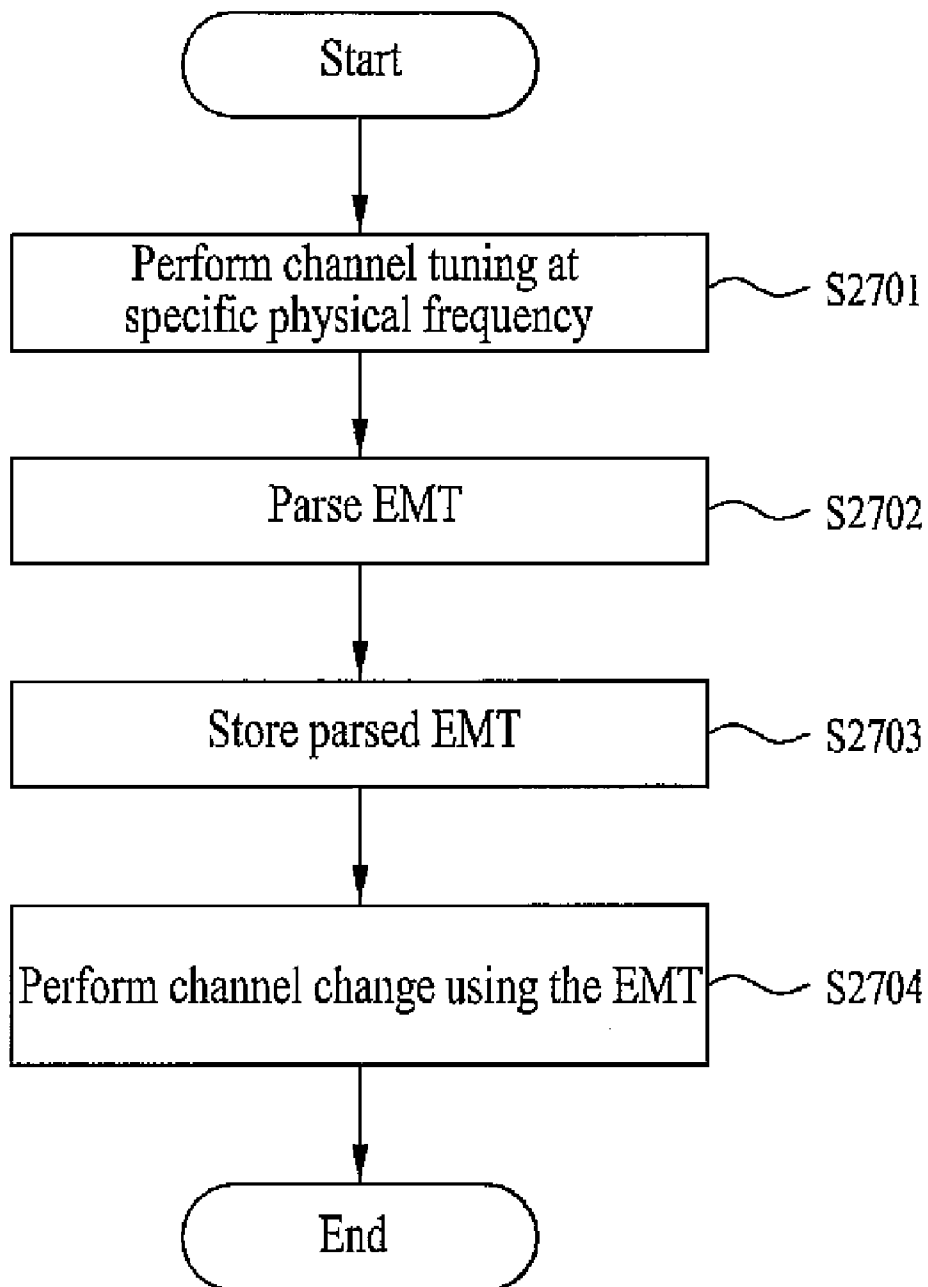 Start
Perform channel tuning at
specific physical frequency
S2701
Parse EMT
S2702
Store parsed EMT
S2703
Perform channel change using the EMT
S2704
End